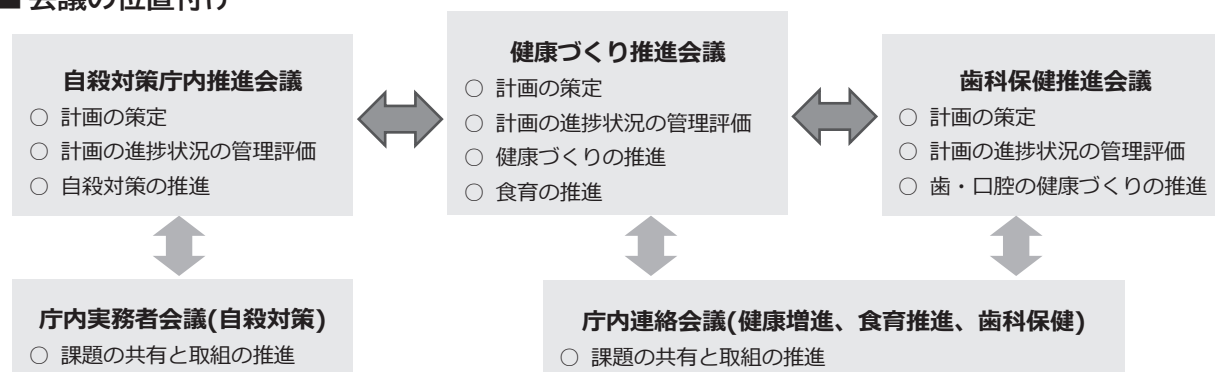 ■ 会議の位置付け
自殺対策庁内推進会議
○ 計画の策定
○ 計画の進捗状況の管理評価
○ 自殺対策の推進
健康づくり推進会議
○ 計画の策定
○ 計画の進捗状況の管理評価
○ 健康づくりの推進
○ 食育の推進
歯科保健推進会議
○ 計画の策定
○ 計画の進捗状況の管理評価
○ 歯・口腔の健康づくりの推進
庁内実務者会議(自殺対策)
○ 課題の共有と取組の推進
庁内連絡会議(健康増進、食育推進、歯科保健)
○ 課題の共有と取組の推進